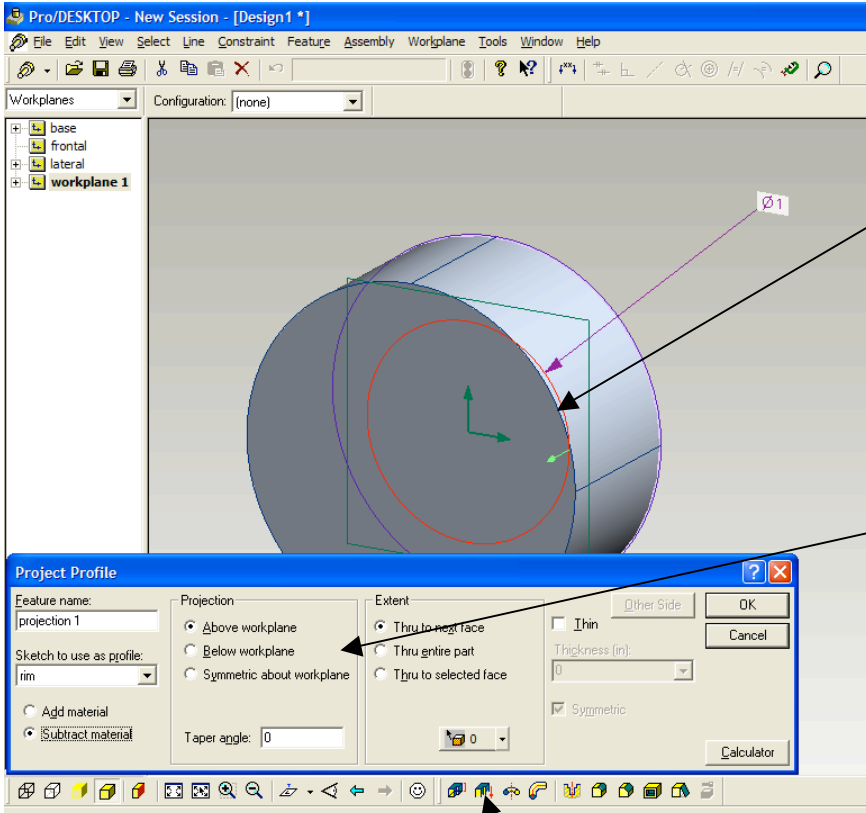 Pro/DESKTOP - New Session - [Design1 *]
File Edit View Select Line Constraint Feature Assembly Workplane Tools Window Help
Workplanes Configuration: (none)
base
frontal
lateral
workplane 1
Ø1
Project Profile
Feature name:
projection 1
Sketch to use as profile:
rim
Add material
Subtract material
Projection
Above workplane
Below workplane
Symmetric about workplane
Taper angle: 0
Extent
Thru to next face
Thru entire part
Thru to selected face
0
Other Side
Thin
Thickness (in):
0
Symmetric
OK
Cancel
Calculator